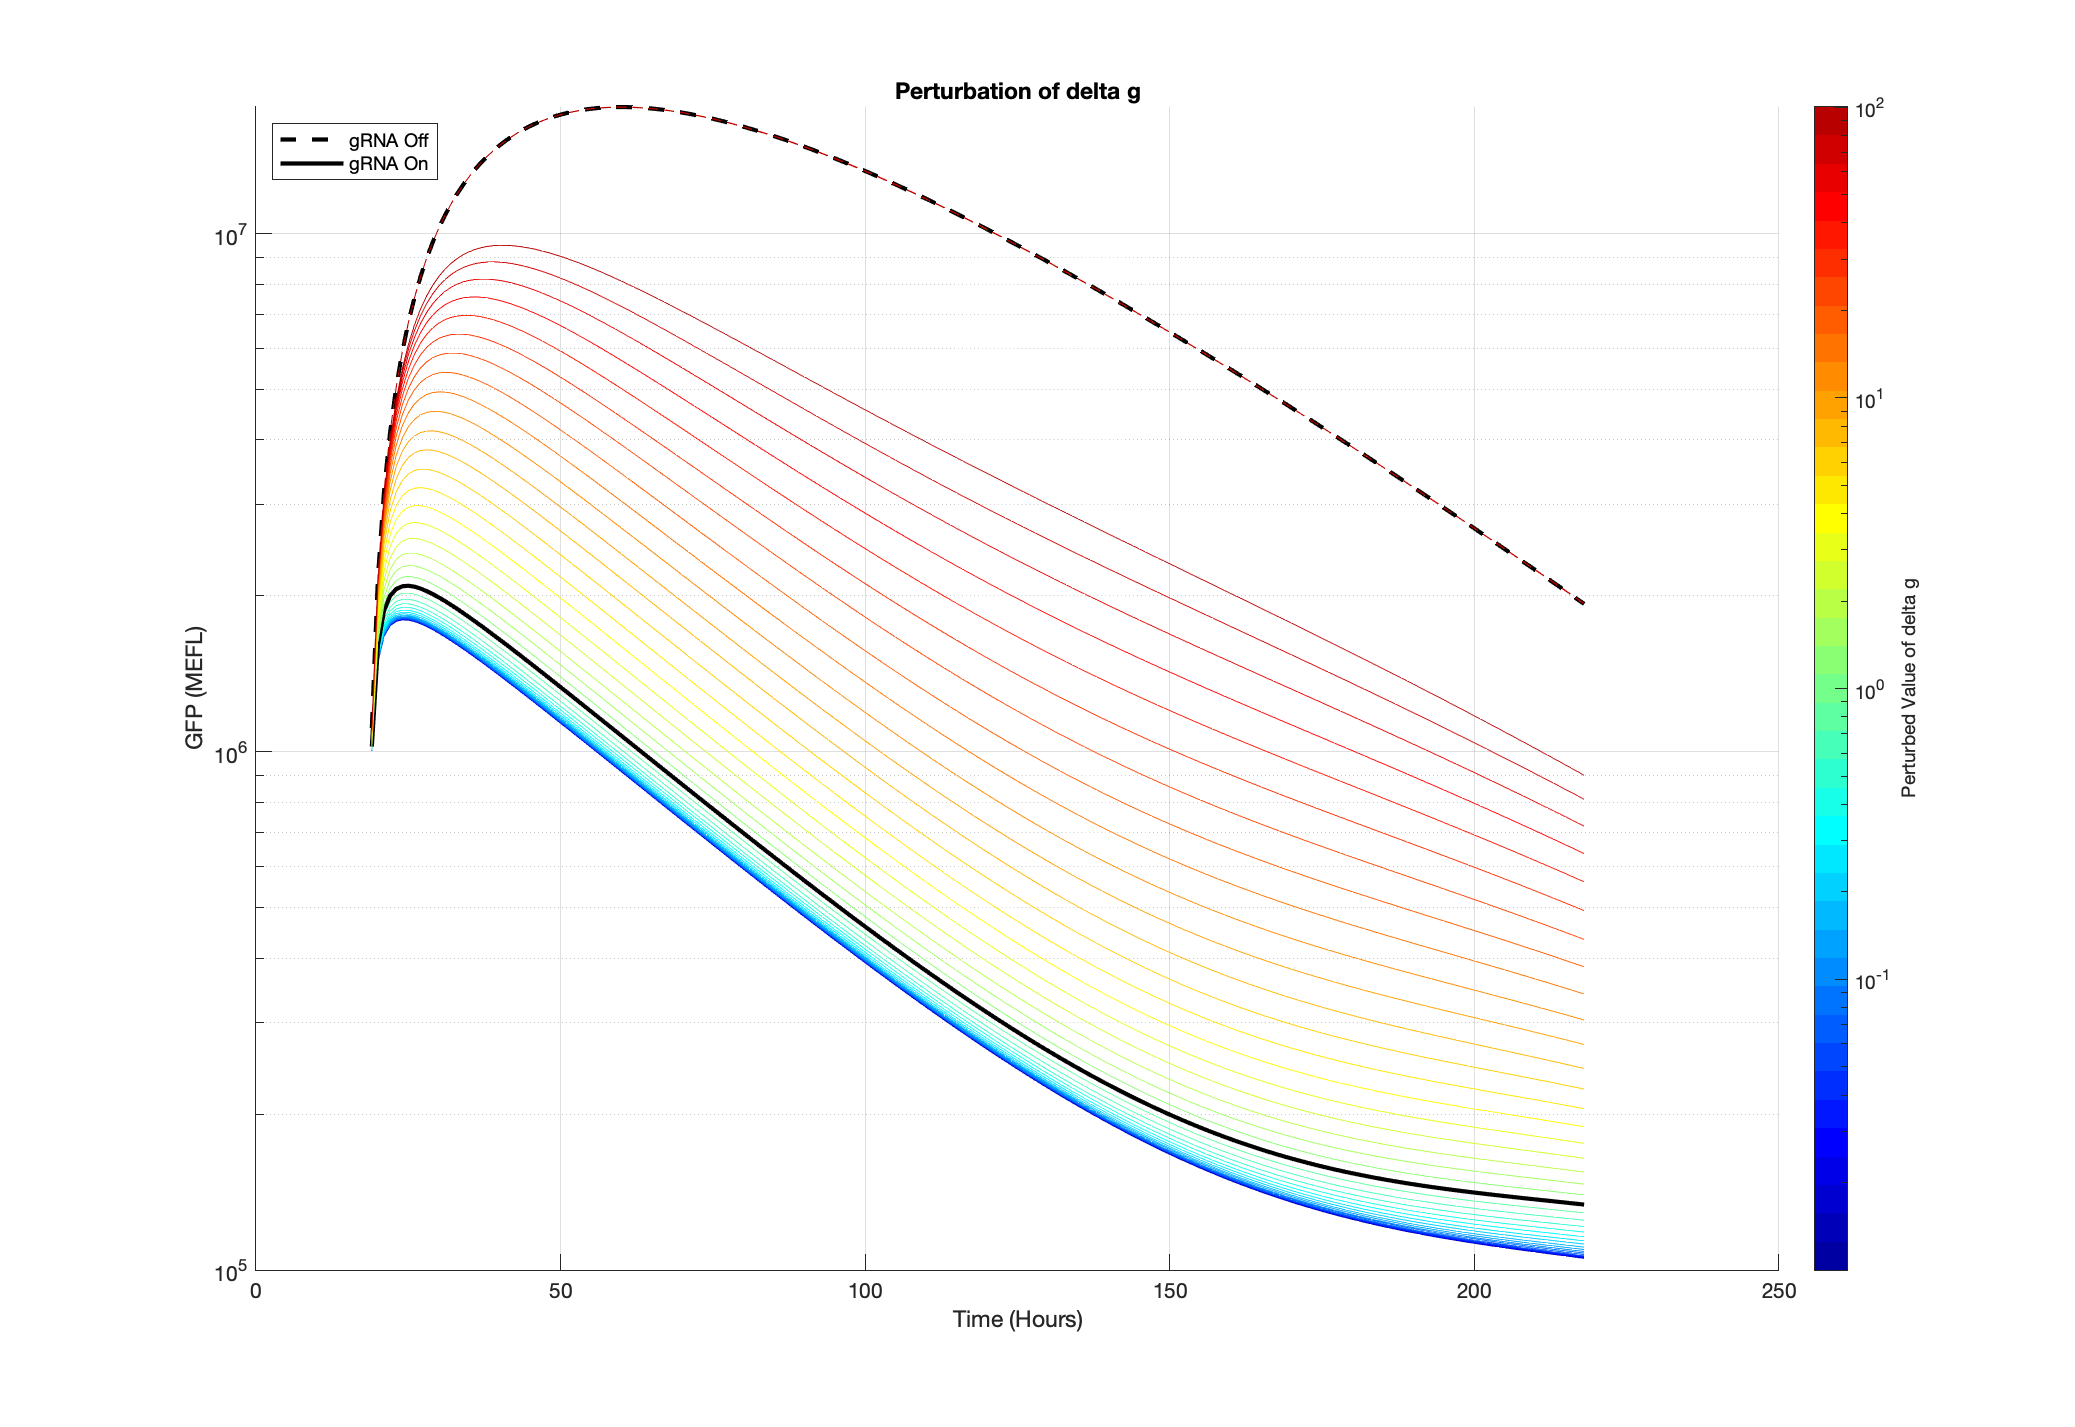 Perturbation of delta g
gRNA Off
gRNA On
GFP (MEFL)
10^7
10^6
10^5
0 50 100 150 200 250
Time (Hours)
10^2
10^1
10^0
10^-1
Perturbed Value of delta g